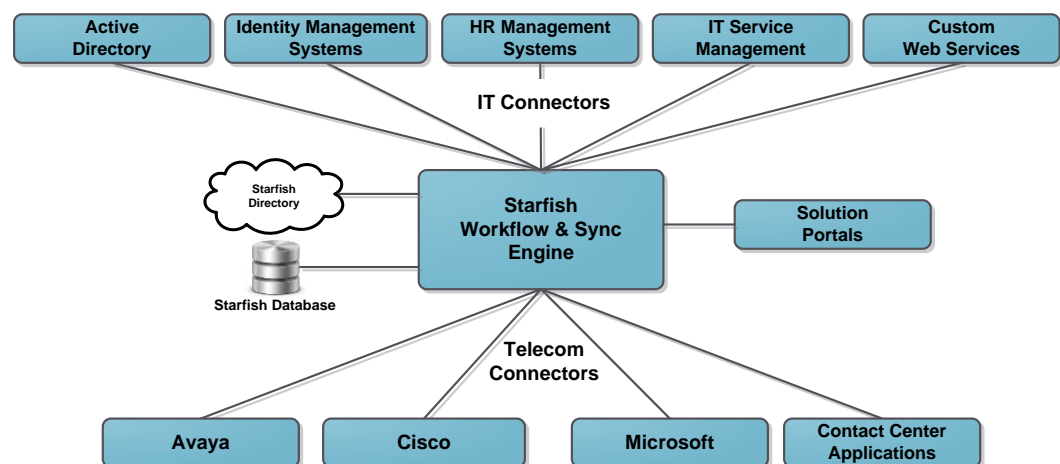 Active
Directory
Identity Management
Systems
HR Management
Systems
IT Service
Management
Custom
Web Services
IT Connectors
Starfish
Directory
Starfish Database
Starfish
Workflow & Sync
Engine
Solution
Portals
Telecom
Connectors
Avaya
Cisco
Microsoft
Contact Center
Applications